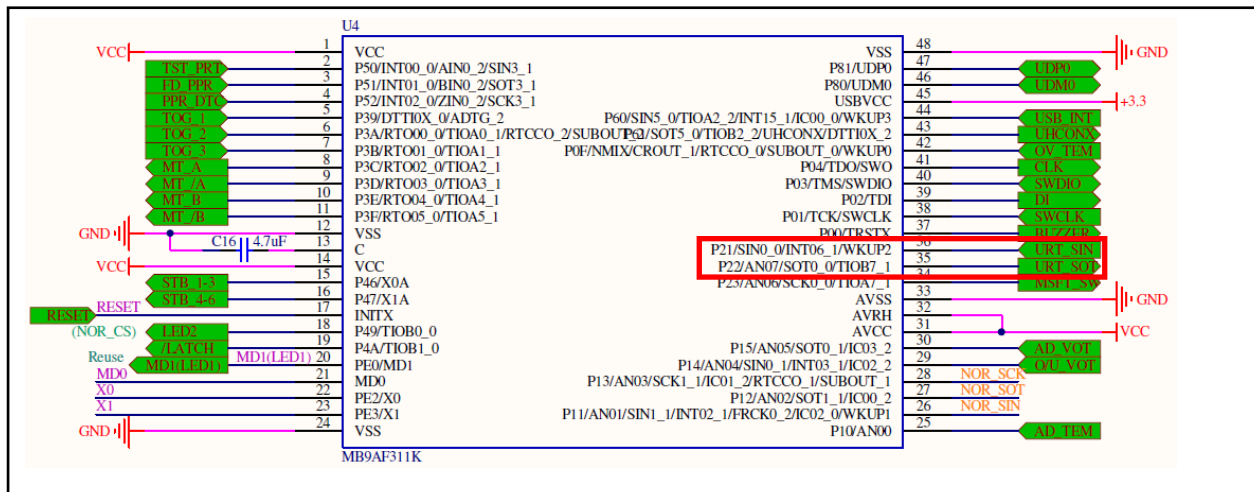 U4
VCC 1 VCC VSS 48 GND
TST_PRT 2 P50/INT00_0/AIN0_2/SIN3_1 P81/UDP0 47 UDP0
FD_PPR 3 P51/INT01_0/BIN0_2/SOT3_1 P80/UDM0 46 UDM0
PPR_DTC 4 P52/INT02_0/ZIN0_2/SCK3_1 USBVCC 45 +3.3
TOG_1 5 P39/DTTI0X_0/ADTG_2 P60/SIN5_0/TIOA2_2/INT15_1/IC00_0/WKUP3 44 USB_INT
TOG_2 6 P3A/RTO00_0/TIOA0_1/RTCCO_2/SUBOUT_2 P61/SOT5_0/TIOB2_2/UHCONX/DTTI0X_2 43 UHCONX
TOG_3 7 P3B/RTO01_0/TIOA1_1 P0F/NMIX/CROUT_1/RTCCO_0/SUBOUT_0/WKUP0 42 OV_TEM
MT_A 8 P3C/RTO02_0/TIOA2_1 P04/TDO/SWO 41 CLK
MT_/A 9 P3D/RTO03_0/TIOA3_1 P03/TMS/SWDIO 40 SWDIO
MT_B 10 P3E/RTO04_0/TIOA4_1 P02/TDI 39 DI
MT_/B 11 P3F/RTO05_0/TIOA5_1 P01/TCK/SWCLK 38 SWCLK
GND 12 VSS P00/TRSTX 37 BUZZER
C16 4.7uF 13 C P21/SIN0_0/INT06_1/WKUP2 36 URT_SIN
VCC 14 VCC P22/AN07/SOT0_0/TIOB7_1 35 URT_SOT
STB_1-3 15 P46/X0A P23/AN06/SCK0_0/TIOA7_1 34 MSFT_SW
STB_4-6 16 P47/X1A AVSS 33 GND
RESET RESET 17 INITX AVRH 32
(NOR_CS) LED2 18 P49/TIOB0_0 AVCC 31 VCC
/LATCH 19 P4A/TIOB1_0 P15/AN05/SOT0_1/IC03_2 30 AD_VOT
Reuse MD1(LED1) MD1(LED1) 20 PE0/MD1 P14/AN04/SIN0_1/INT03_1/IC02_2 29 O/U_VOT
MD0 21 MD0 P13/AN03/SCK1_1/IC01_2/RTCCO_1/SUBOUT_1 28 NOR_SCK
X0 22 PE2/X0 P12/AN02/SOT1_1/IC00_2 27 NOR_SOT
X1 23 PE3/X1 P11/AN01/SIN1_1/INT02_1/FRCK0_2/IC02_0/WKUP1 26 NOR_SIN
GND 24 VSS P10/AN00 25 AD_TEM
MB9AF311K